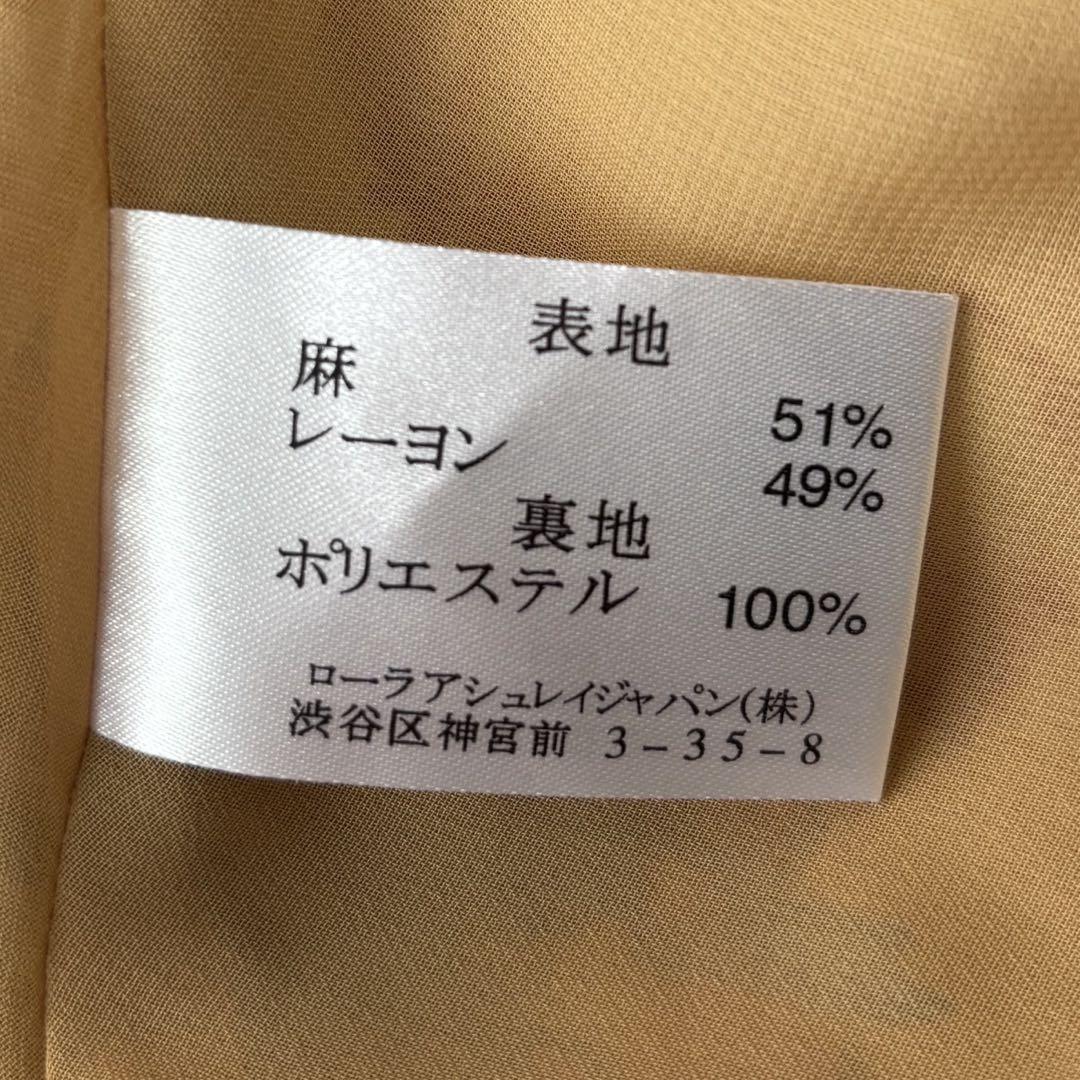 表地
麻 51%
レーヨン 49%
裏地
ポリエステル 100%
ローラアシュレイジャパン(株)
渋谷区神宮前 3-35-8